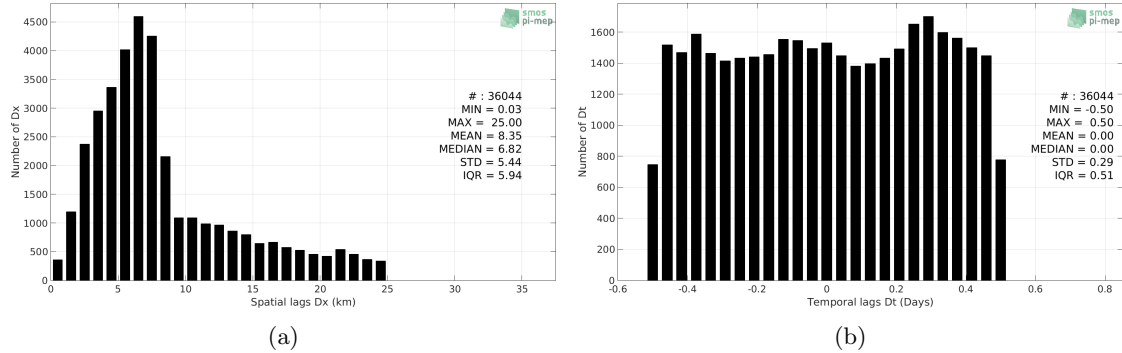 4500
4000
3500
3000
2500
2000
1500
1000
500
0
Number of Dx
0 5 10 15 20 25 30 35
Spatial lags Dx (km)
smos
pi-mep
# : 36044
MIN = 0.03
MAX = 25.00
MEAN = 8.35
MEDIAN = 6.82
STD = 5.44
IQR = 5.94
(a)
1600
1400
1200
1000
800
600
400
200
0
Number of Dt
-0.6 -0.4 -0.2 0 0.2 0.4 0.6 0.8
Temporal lags Dt (Days)
smos
pi-mep
# : 36044
MIN = -0.50
MAX = 0.50
MEAN = 0.00
MEDIAN = 0.00
STD = 0.29
IQR = 0.51
(b)